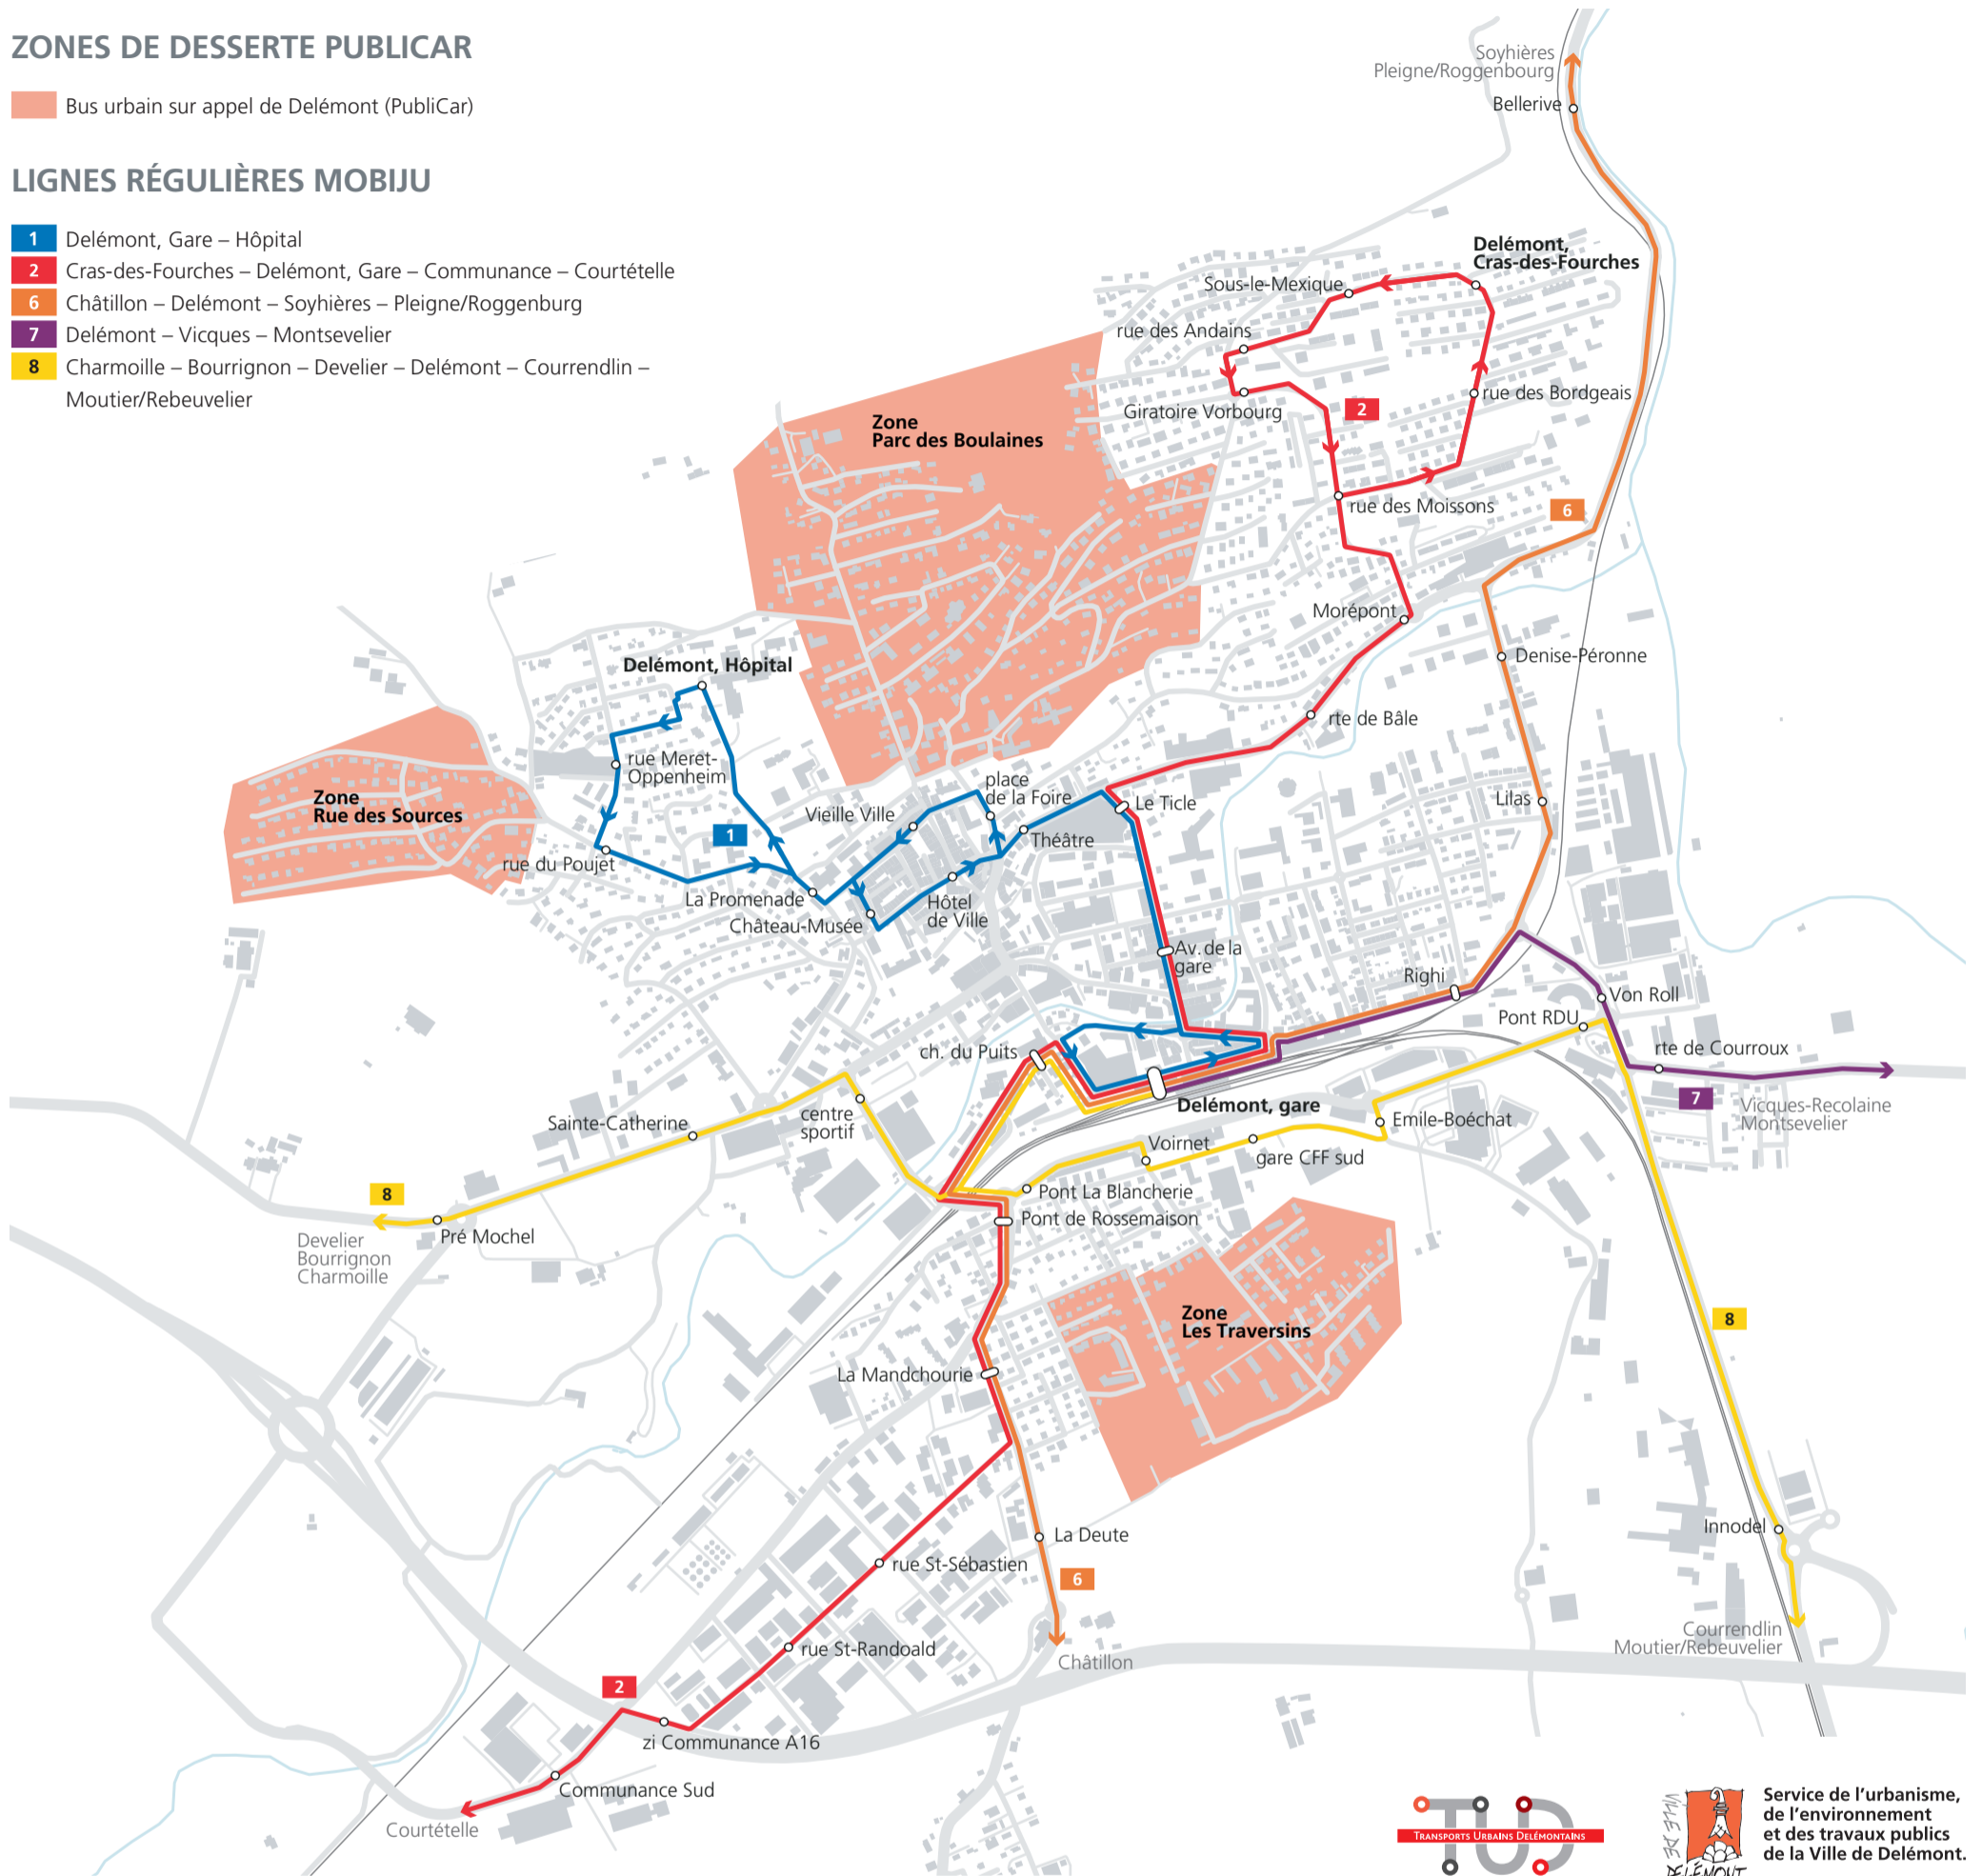 ZONES DE DESSERTE PUBLICAR
Bus urbain sur appel de Delémont (PubliCar)
LIGNES RÉGULIÈRES MOBIJU
1 Delémont, Gare – Hôpital
2 Cras-des-Fourches – Delémont, Gare – Communance – Courtételle
6 Châtillon – Delémont – Soyhières – Pleigne/Roggenburg
7 Delémont – Vicques – Montsevelier
8 Charmoille – Bourrignon – Develier – Delémont – Courrendlin –
Moutier/Rebeuvelier
Soyhières
Pleigne/Roggenbourg
Bellerive
Delémont,
Cras-des-Fourches
Sous-le-Mexique
rue des Andains
Giratoire Vorbourg
2
rue des Bordgeais
rue des Moissons
6
Zone
Parc des Boulaines
Morépont
Denise-Péronne
rte de Bâle
Lilas
Delémont, Hôpital
rue Meret-
Oppenheim
Zone
Rue des Sources
1
rue du Poujet
Vieille Ville
place
de la Foire
Théâtre
Le Ticle
La Promenade
Château-Musée
Hôtel
de Ville
Av. de la
gare
Righi
Von Roll
Pont RDU
rte de Courroux
7
Vicques-Recolaine
Montsevelier
ch. du Puits
Delémont, gare
Sainte-Catherine
centre
sportif
Emile-Boéchat
Voirnet
gare CFF sud
Pont La Blancherie
Pont de Rossemaison
8
Pré Mochel
Develier
Bourrignon
Charmoille
Zone
Les Traversins
8
La Mandchourie
La Deute
6
Châtillon
rue St-Sébastien
rue St-Randoald
Innodel
Courrendlin
Moutier/Rebeuvelier
2
zi Communance A16
Communance Sud
Courtételle
TUD
TRANSPORTS URBAINS DELÉMONTAINS
VILLE DE
DELÉMONT
Service de l'urbanisme,
de l'environnement
et des travaux publics
de la Ville de Delémont.